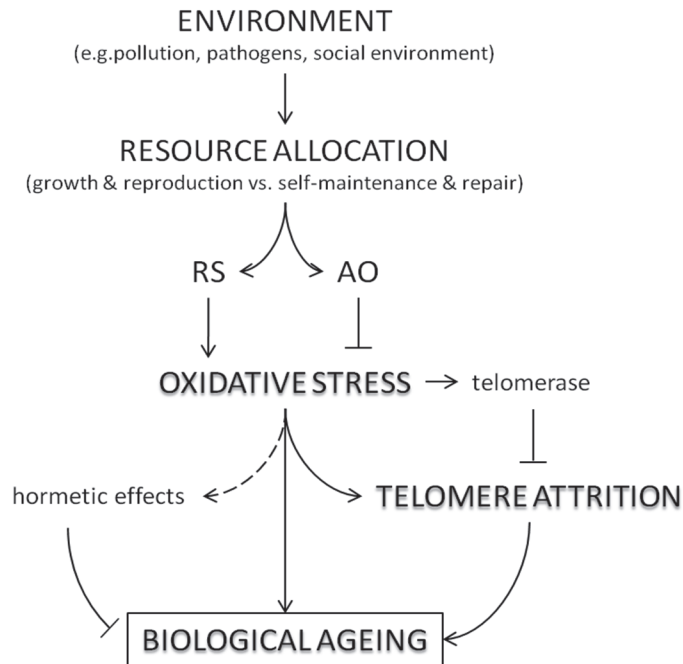 ENVIRONMENT
(e.g.pollution, pathogens, social environment)
RESOURCE ALLOCATION
(growth & reproduction vs. self-maintenance & repair)
RS AO
OXIDATIVE STRESS telomerase
hormetic effects TELOMERE ATTRITION
BIOLOGICAL AGEING